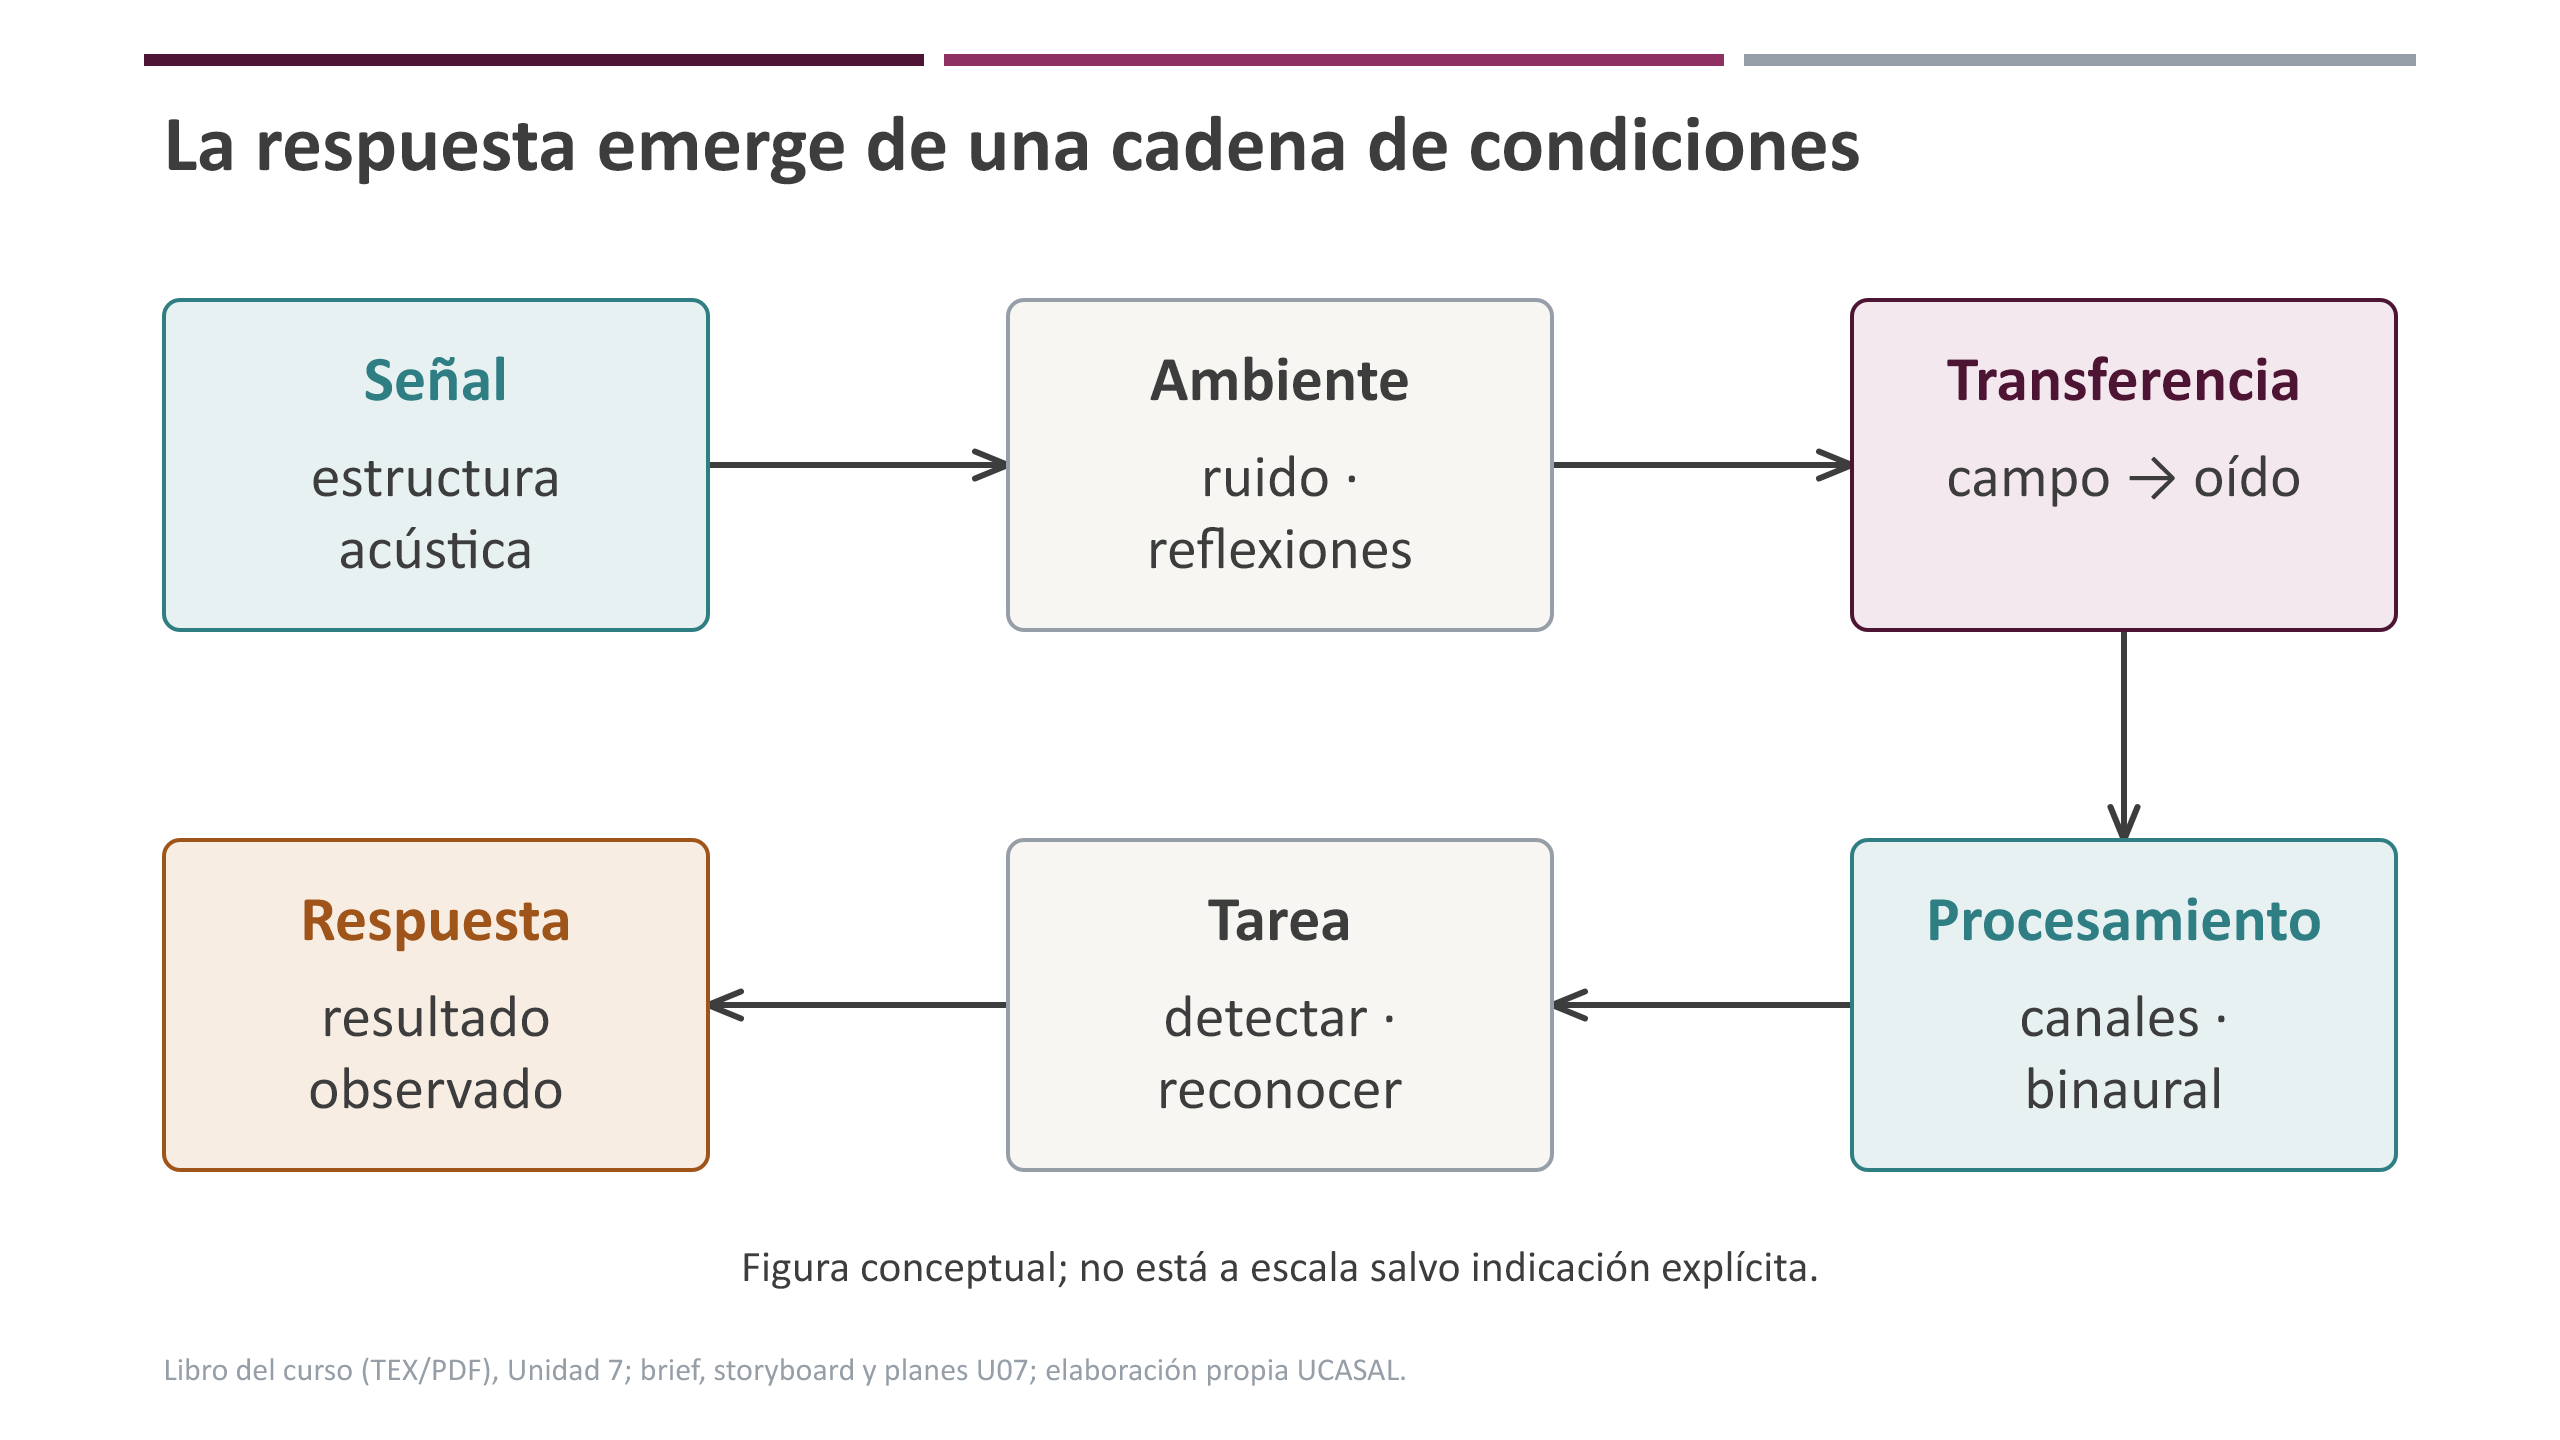 La respuesta emerge de una cadena de condiciones
Señal
estructura
acústica
Ambiente
ruido ·
reflexiones
Transferencia
campo → oído
Procesamiento
canales ·
binaural
Tarea
detectar ·
reconocer
Respuesta
resultado
observado
Figura conceptual; no está a escala salvo indicación explícita.
Libro del curso (TEX/PDF), Unidad 7; brief, storyboard y planes U07; elaboración propia UCASAL.